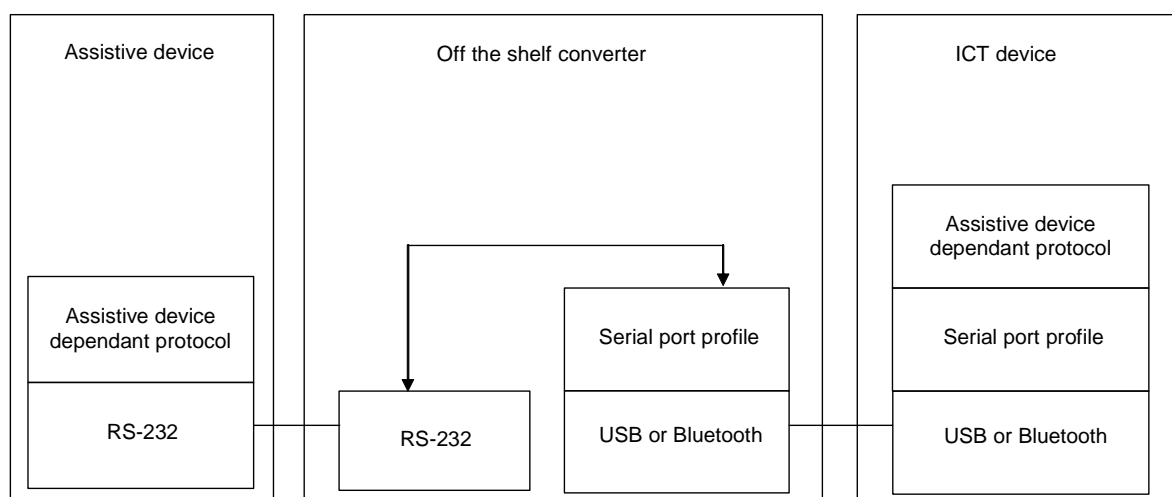 Assistive device
Off the shelf converter
ICT device
Assistive device
dependant protocol
RS-232
RS-232
Serial port profile
USB or Bluetooth
Assistive device
dependant protocol
Serial port profile
USB or Bluetooth